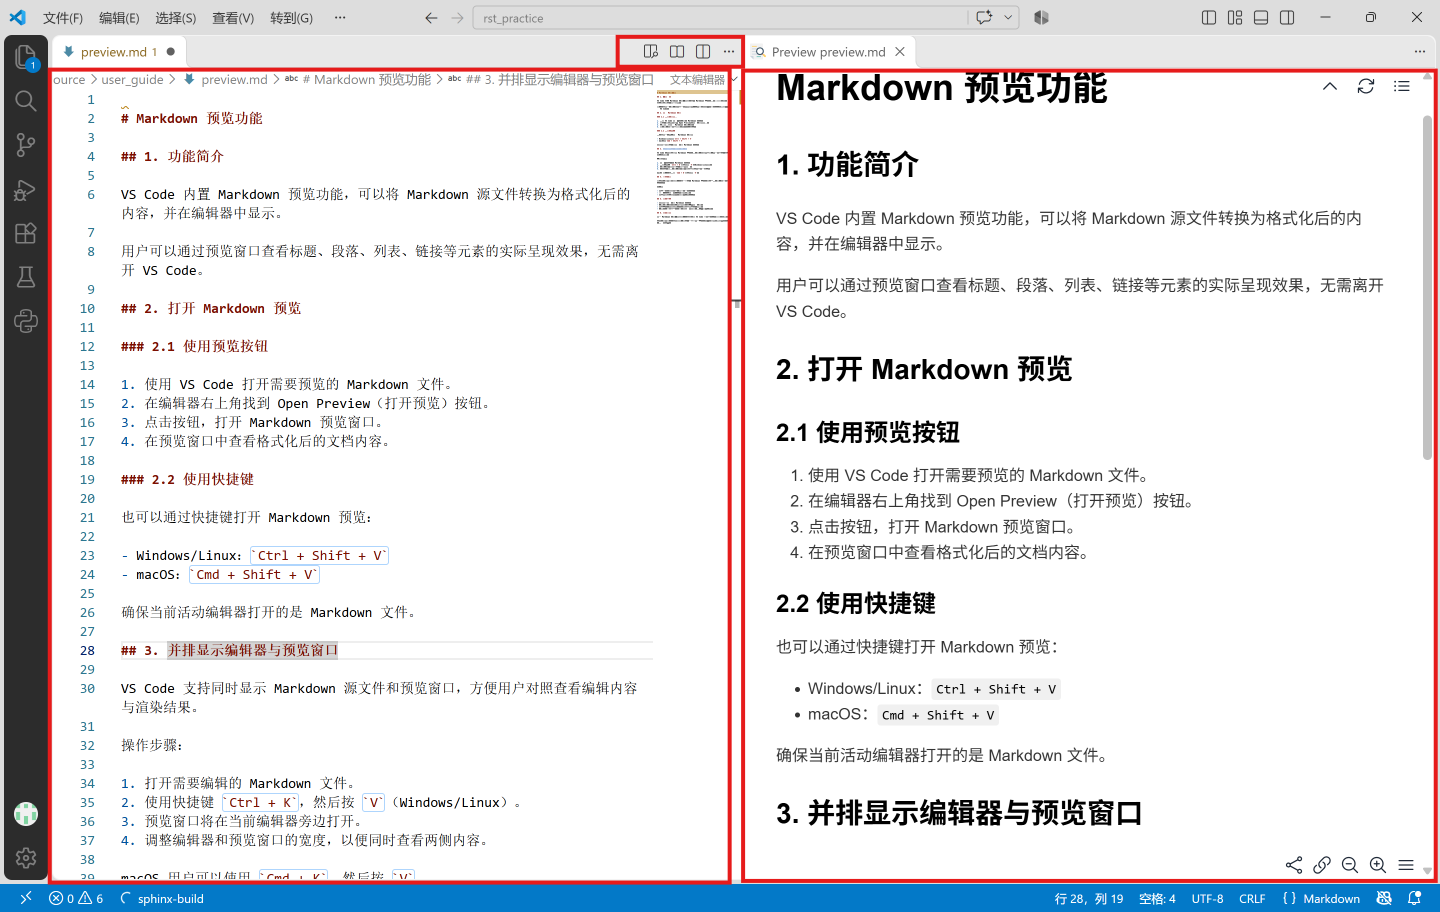 文件(F) 编辑(E) 选择(S) 查看(V) 转到(G) ···
rst_practice
preview.md 1
Preview preview.md
ource > user_guide > preview.md > abc # Markdown 预览功能 > abc ## 3. 并排显示编辑器与预览窗口
文本编辑器
1
2 # Markdown 预览功能
3
4 ## 1. 功能简介
5
6 VS Code 内置 Markdown 预览功能，可以将 Markdown 源文件转换为格式化后的
内容，并在编辑器中显示。
7
8 用户可以通过预览窗口查看标题、段落、列表、链接等元素的实际呈现效果，无需离
开 VS Code。
9
10 ## 2. 打开 Markdown 预览
11
12 ### 2.1 使用预览按钮
13
14 1. 使用 VS Code 打开需要预览的 Markdown 文件。
15 2. 在编辑器右上角找到 Open Preview（打开预览）按钮。
16 3. 点击按钮，打开 Markdown 预览窗口。
17 4. 在预览窗口中查看格式化后的文档内容。
18
19 ### 2.2 使用快捷键
20
21 也可以通过快捷键打开 Markdown 预览：
22
23 - Windows/Linux：`Ctrl + Shift + V`
24 - macOS：`Cmd + Shift + V`
25
26 确保当前活动编辑器打开的是 Markdown 文件。
27
28 ## 3. 并排显示编辑器与预览窗口
29
30 VS Code 支持同时显示 Markdown 源文件和预览窗口，方便用户对照查看编辑内容
与渲染结果。
31
32 操作步骤：
33
34 1. 打开需要编辑的 Markdown 文件。
35 2. 使用快捷键 `Ctrl + K`，然后按 `V`（Windows/Linux）。
36 3. 预览窗口将在当前编辑器旁边打开。
37 4. 调整编辑器和预览窗口的宽度，以便同时查看两侧内容。
38
39 macOS 用户可以使用 `Cmd + K`，然后按 `V`
Markdown 预览功能
1. 功能简介
VS Code 内置 Markdown 预览功能，可以将 Markdown 源文件转换为格式化后的内
容，并在编辑器中显示。
用户可以通过预览窗口查看标题、段落、列表、链接等元素的实际呈现效果，无需离开
VS Code。
2. 打开 Markdown 预览
2.1 使用预览按钮
1. 使用 VS Code 打开需要预览的 Markdown 文件。
2. 在编辑器右上角找到 Open Preview（打开预览）按钮。
3. 点击按钮，打开 Markdown 预览窗口。
4. 在预览窗口中查看格式化后的文档内容。
2.2 使用快捷键
也可以通过快捷键打开 Markdown 预览：
• Windows/Linux： Ctrl + Shift + V
• macOS： Cmd + Shift + V
确保当前活动编辑器打开的是 Markdown 文件。
3. 并排显示编辑器与预览窗口
1
0 6 sphinx-build
行 28，列 19 空格: 4 UTF-8 CRLF { } Markdown